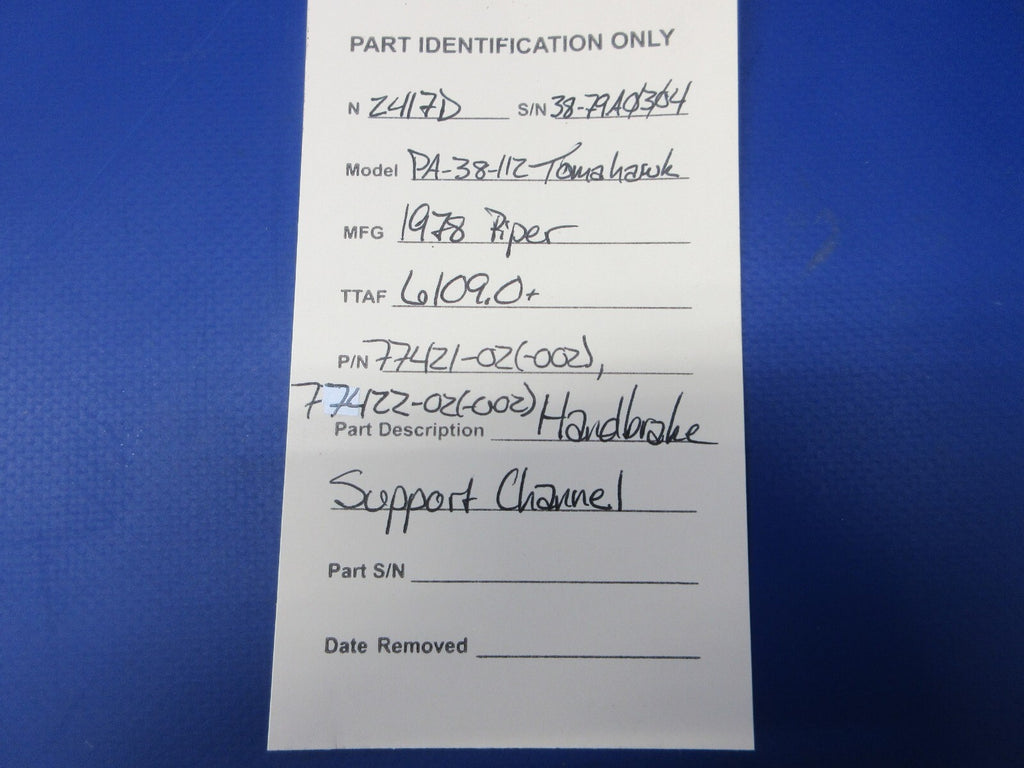 PART IDENTIFICATION ONLY
N 2417D S/N 38-79A0304
Model PA-38-112 Tomahawk
MFG 1978 Piper
TTAF 6109.0+
P/N 77421-02(-002),
77422-02(-002)
Part Description Handbrake
Support Channel
Part S/N
Date Removed